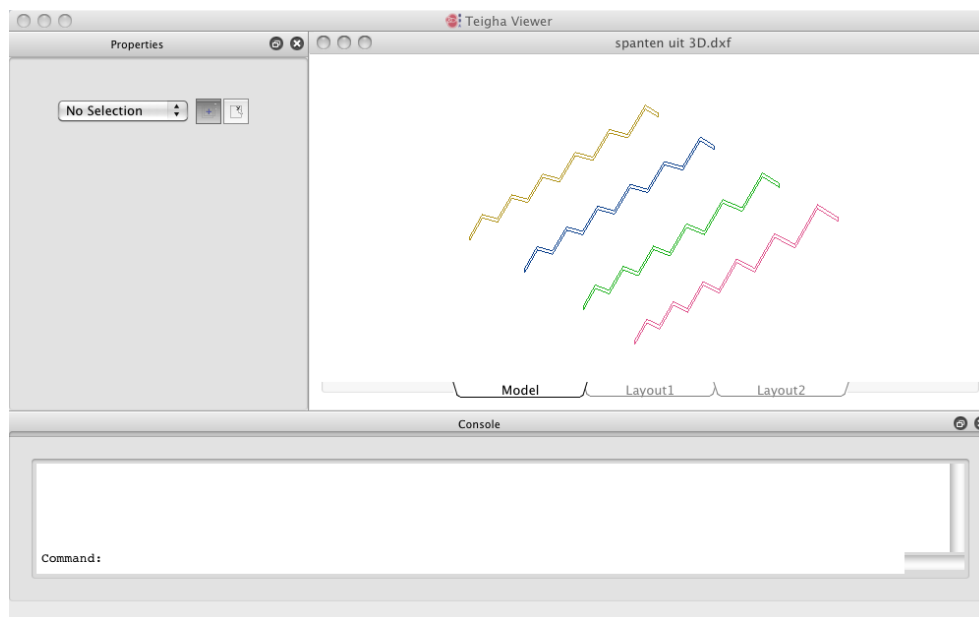 Teigha Viewer
Properties
spanten uit 3D.dxf
No Selection
Model
Layout1
Layout2
Console
Command: